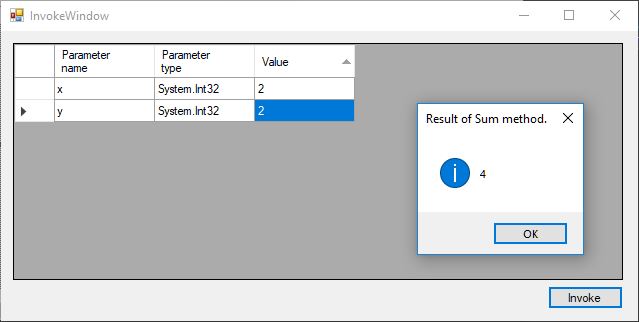 InvokeWindow
Parameter name
Parameter type
Value
x
System.Int32
2
y
System.Int32
2
Result of Sum method.
4
OK
Invoke